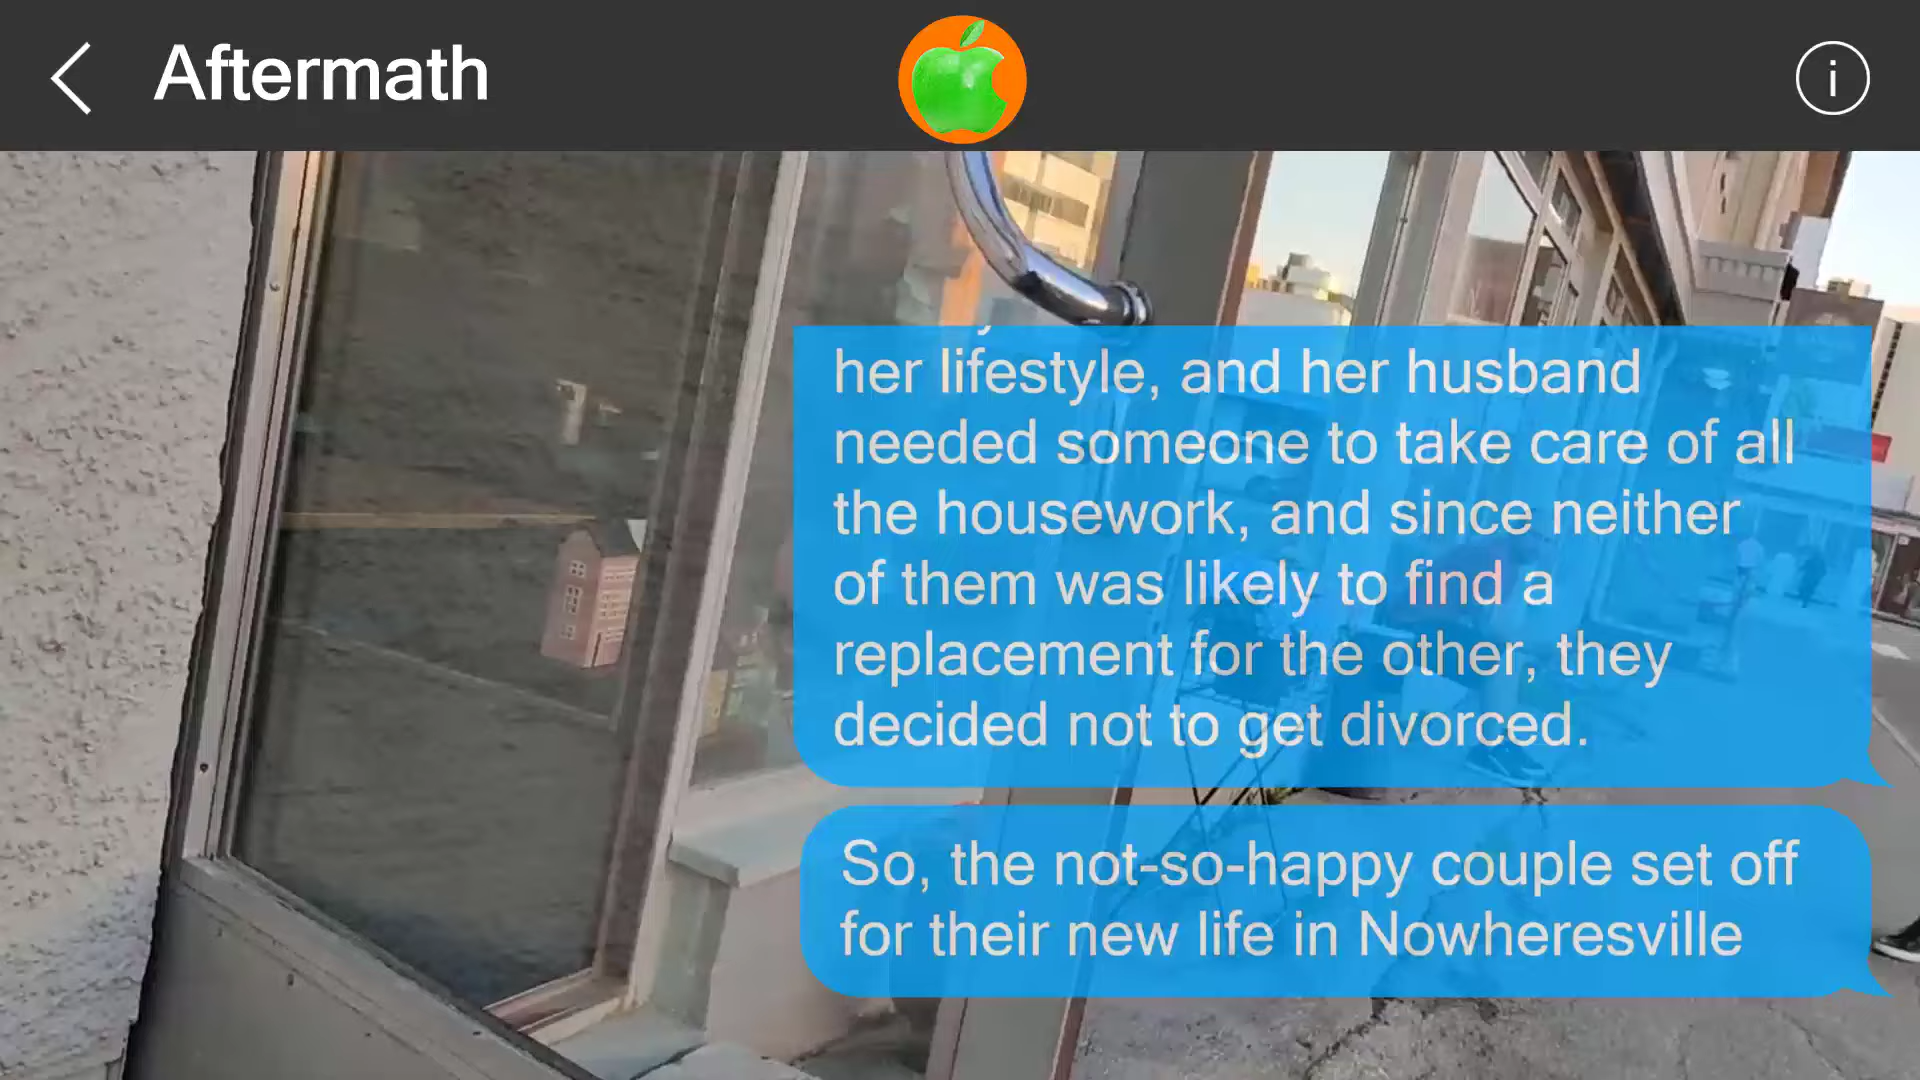 Aftermath
her lifestyle, and her husband
needed someone to take care of all
the housework, and since neither
of them was likely to find a
replacement for the other, they
decided not to get divorced.
So, the not-so-happy couple set off
for their new life in Nowheresville